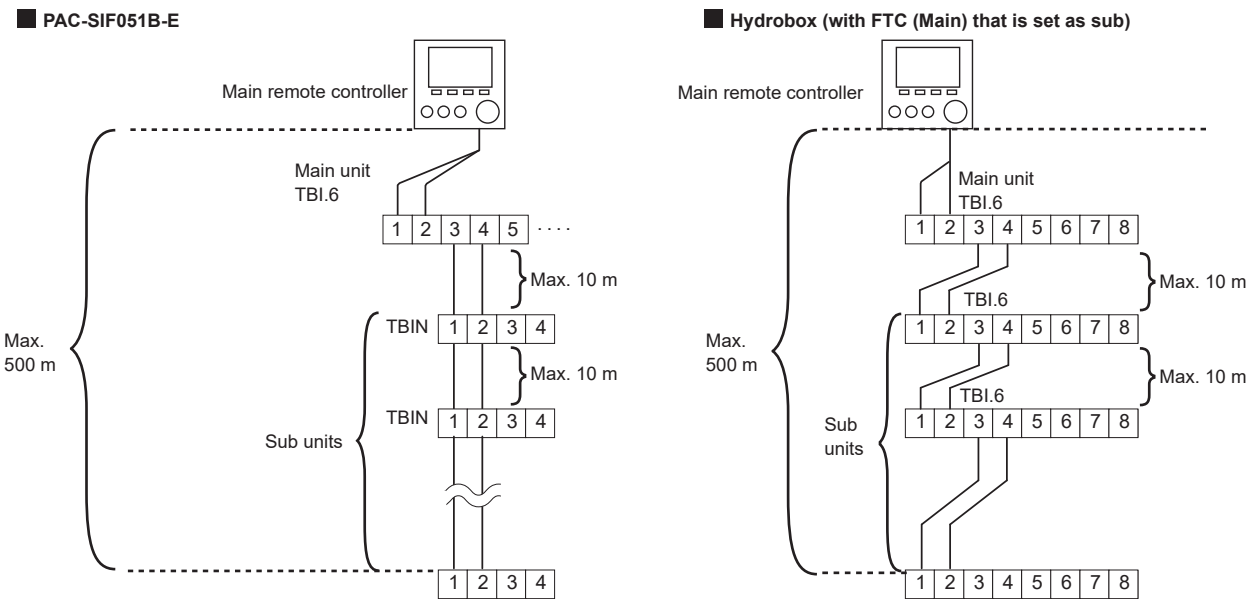 PAC-SIF051B-E
Main remote controller
Main unit
TBI.6
1 2 3 4 5 ....
Max. 10 m
TBIN 1 2 3 4
Max. 10 m
TBIN 1 2 3 4
Max.
500 m
Sub units
1 2 3 4
Hydrobox (with FTC (Main) that is set as sub)
Main remote controller
Main unit
TBI.6
1 2 3 4 5 6 7 8
Max. 10 m
TBI.6
1 2 3 4 5 6 7 8
Max. 10 m
TBI.6
1 2 3 4 5 6 7 8
Max.
500 m
Sub
units
1 2 3 4 5 6 7 8